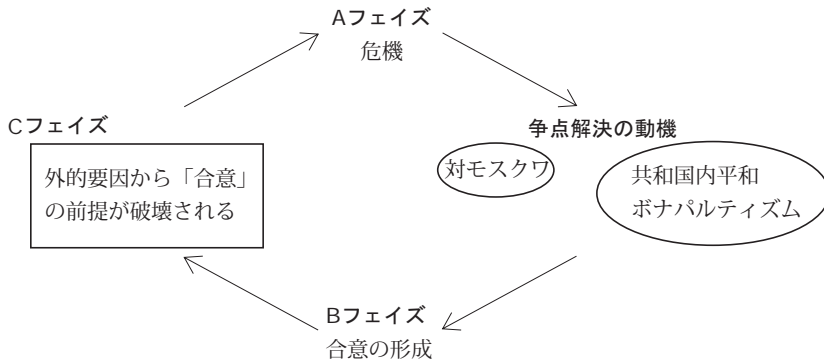 Aフェイズ
危機
Cフェイズ
争点解決の動機
外的要因から「合意」
の前提が破壊される
対モスクワ
共和国内平和
ボナパルティズム
Bフェイズ
合意の形成